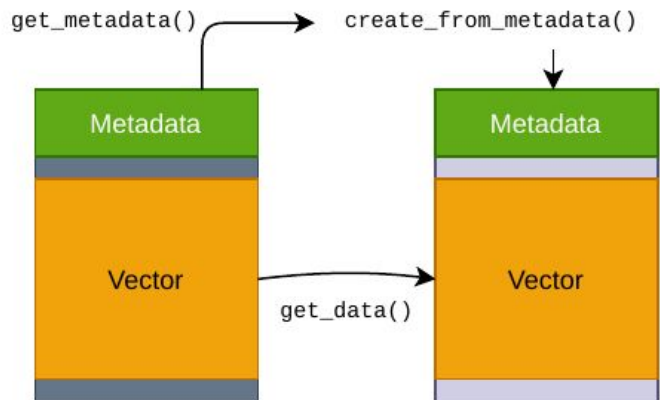 get_metadata()
create_from_metadata()
Metadata
Metadata
Vector
Vector
get_data()